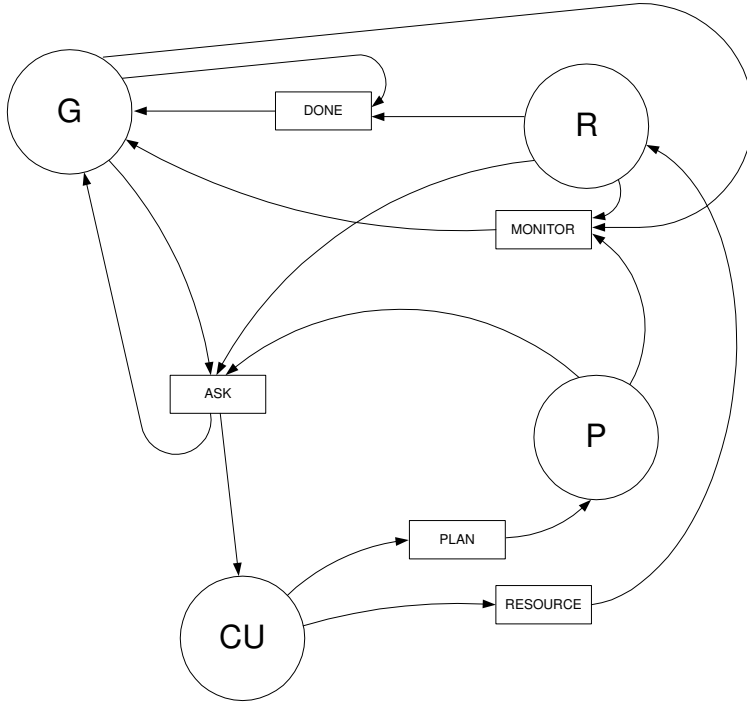 G
DONE
R
MONITOR
ASK
P
PLAN
RESOURCE
CU